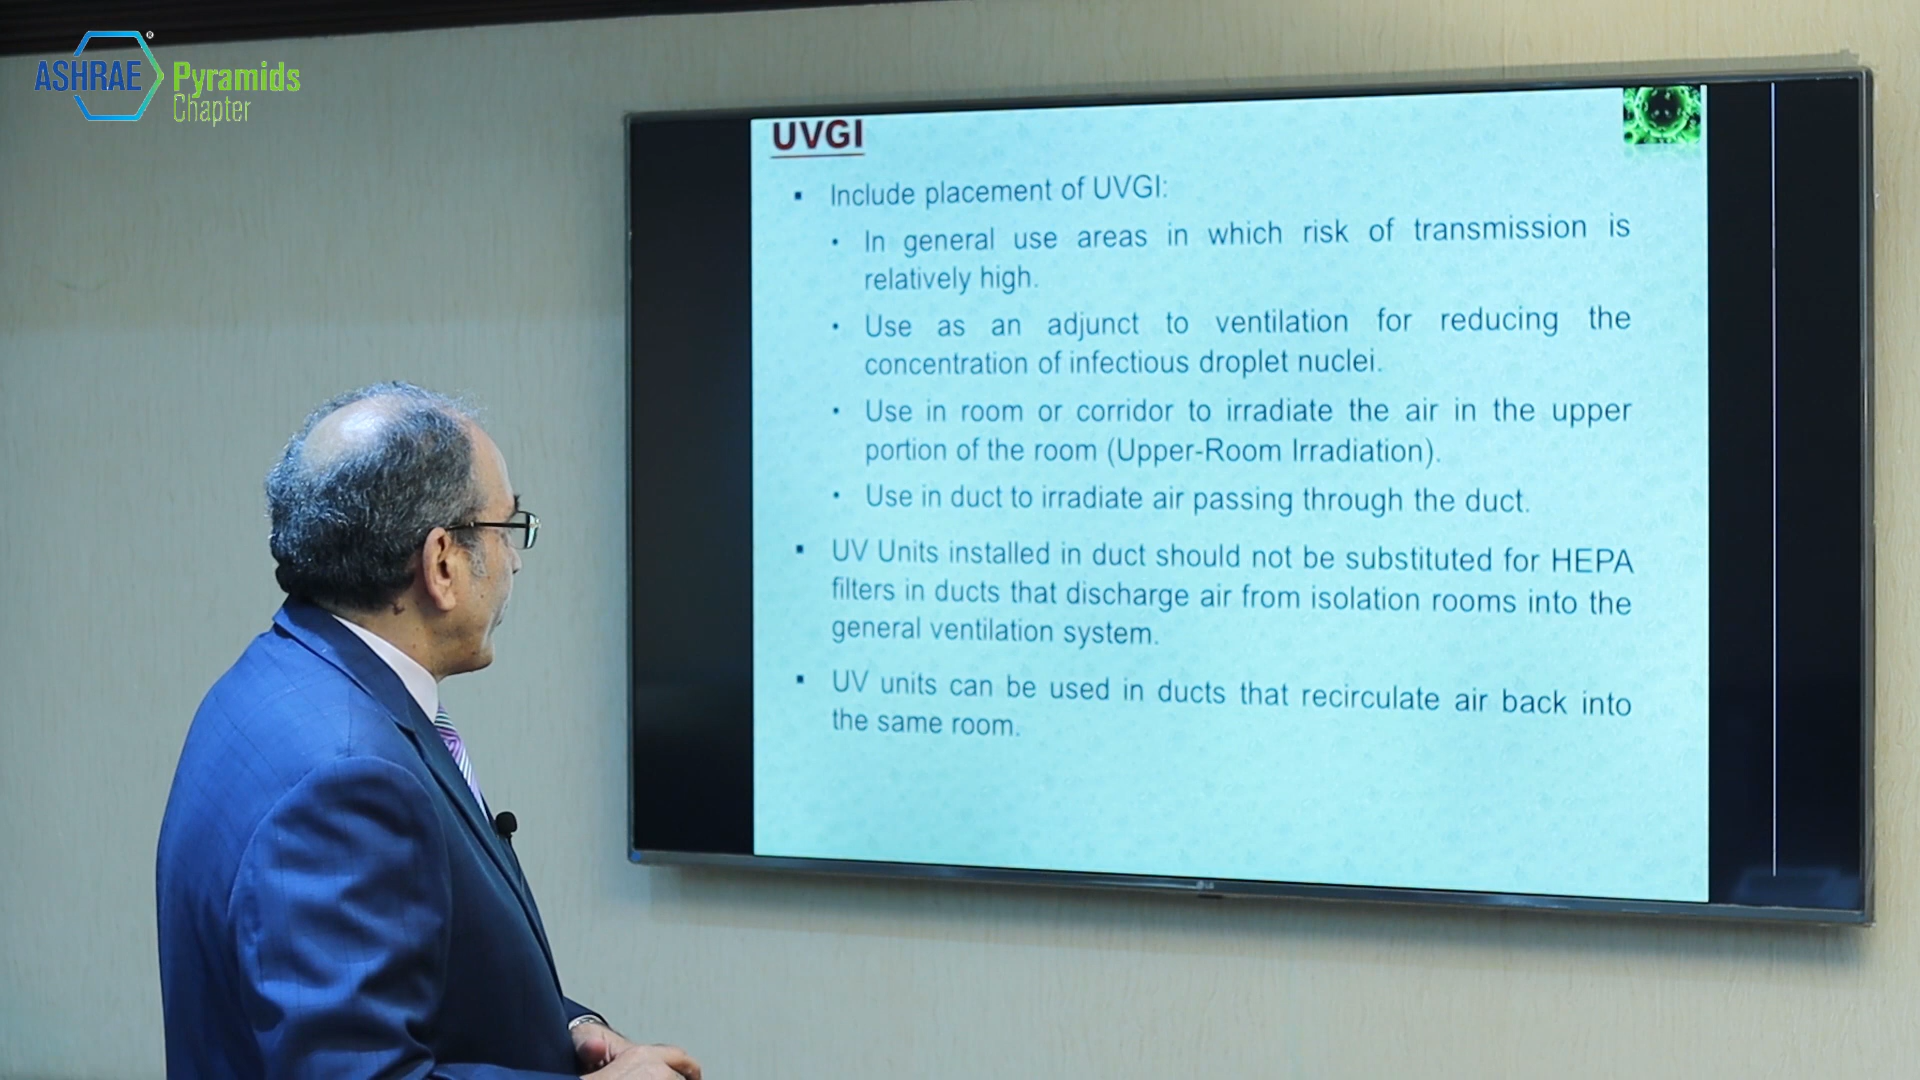 ASHRAE®
Pyramids
Chapter
UVGI
▪ Include placement of UVGI:
• In general use areas in which risk of transmission is
relatively high.
• Use as an adjunct to ventilation for reducing the
concentration of infectious droplet nuclei.
• Use in room or corridor to irradiate the air in the upper
portion of the room (Upper-Room Irradiation).
• Use in duct to irradiate air passing through the duct.
▪ UV Units installed in duct should not be substituted for HEPA
filters in ducts that discharge air from isolation rooms into the
general ventilation system.
▪ UV units can be used in ducts that recirculate air back into
the same room.
LG